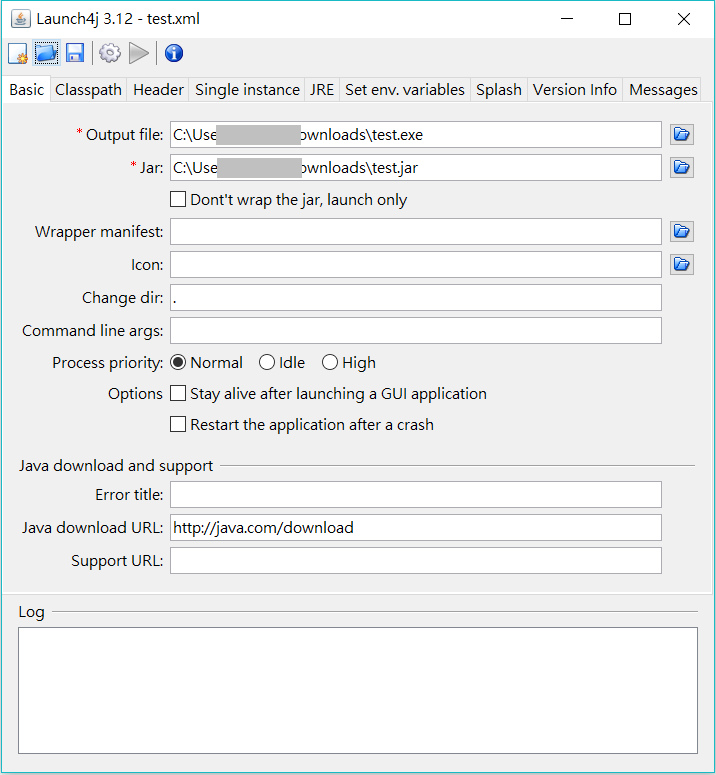 Launch4j 3.12 - test.xml
Basic Classpath Header Single instance JRE Set env. variables Splash Version Info Messages
* Output file: C:\Use ownloads\test.exe
* Jar: C:\Use ownloads\test.jar
Dont't wrap the jar, launch only
Wrapper manifest:
Icon:
Change dir: .
Command line args:
Process priority: Normal Idle High
Options Stay alive after launching a GUI application
Restart the application after a crash
Java download and support
Error title:
Java download URL: http://java.com/download
Support URL:
Log